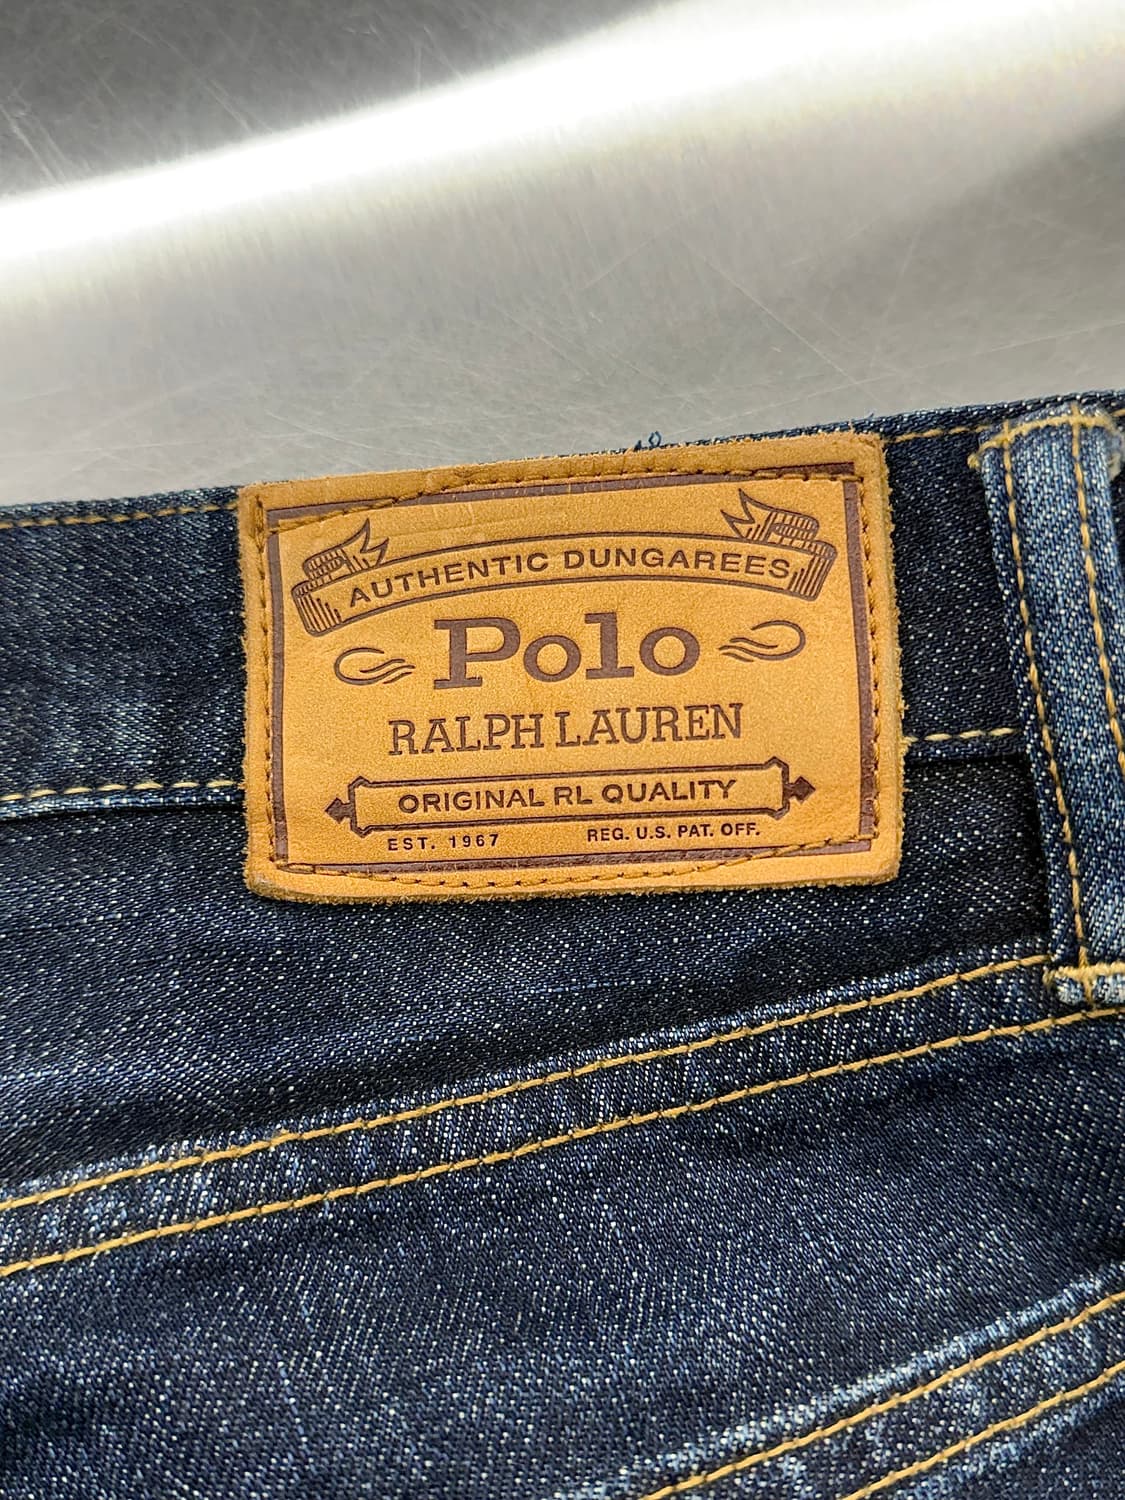 AUTHENTIC DUNGAREES
Polo
RALPH LAUREN
ORIGINAL RL QUALITY
EST. 1967 REG. U.S. PAT. OFF.